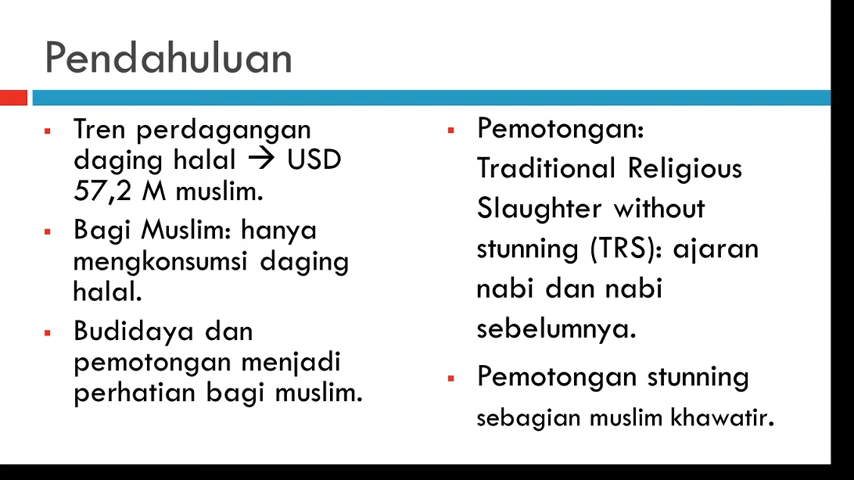 Pendahuluan
▪ Tren perdagangan
daging halal → USD
57,2 M muslim.
▪ Bagi Muslim: hanya
mengkonsumsi daging
halal.
▪ Budidaya dan
pemotongan menjadi
perhatian bagi muslim.
▪ Pemotongan:
Traditional Religious
Slaughter without
stunning (TRS): ajaran
nabi dan nabi
sebelumnya.
▪ Pemotongan stunning
sebagian muslim khawatir.